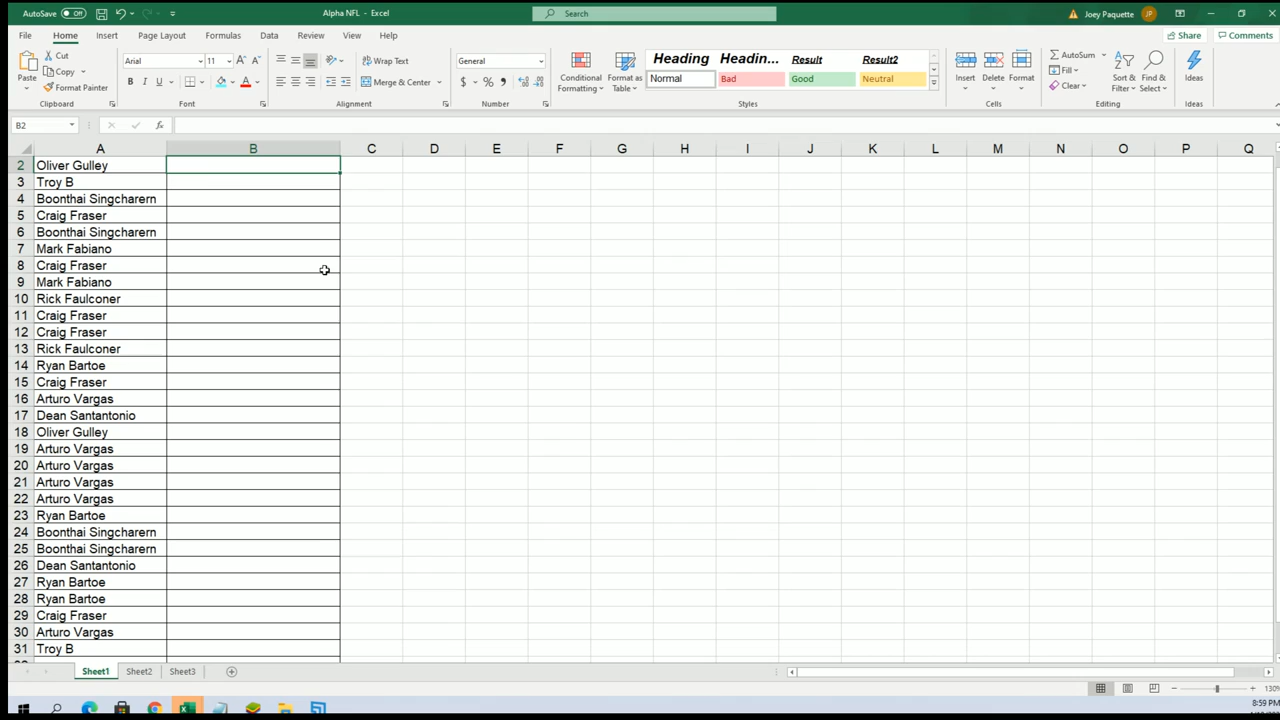 AutoSave Off
Alpha NFL - Excel
Search
Joey Paquette JP
File Home Insert Page Layout Formulas Data Review View Help
Share Comments
Paste
Cut
Copy
Format Painter
Clipboard
Arial 11
B I U
Font
Wrap Text
Merge & Center
Alignment
General
$ % ,
Number
Conditional Formatting
Format as Table
Heading Headin... Result Result2
Normal Bad Good Neutral
Styles
Insert Delete Format
Cells
AutoSum
Fill
Clear
Sort & Filter
Find & Select
Editing
Ideas
Ideas
B2 fx
A B C D E F G H I J K L M N O P Q
2 Oliver Gulley
3 Troy B
4 Boonthai Singcharern
5 Craig Fraser
6 Boonthai Singcharern
7 Mark Fabiano
8 Craig Fraser
9 Mark Fabiano
10 Rick Faulconer
11 Craig Fraser
12 Craig Fraser
13 Rick Faulconer
14 Ryan Bartoe
15 Craig Fraser
16 Arturo Vargas
17 Dean Santantonio
18 Oliver Gulley
19 Arturo Vargas
20 Arturo Vargas
21 Arturo Vargas
22 Arturo Vargas
23 Ryan Bartoe
24 Boonthai Singcharern
25 Boonthai Singcharern
26 Dean Santantonio
27 Ryan Bartoe
28 Ryan Bartoe
29 Craig Fraser
30 Arturo Vargas
31 Troy B
Sheet1 Sheet2 Sheet3
130%
8:59 PM